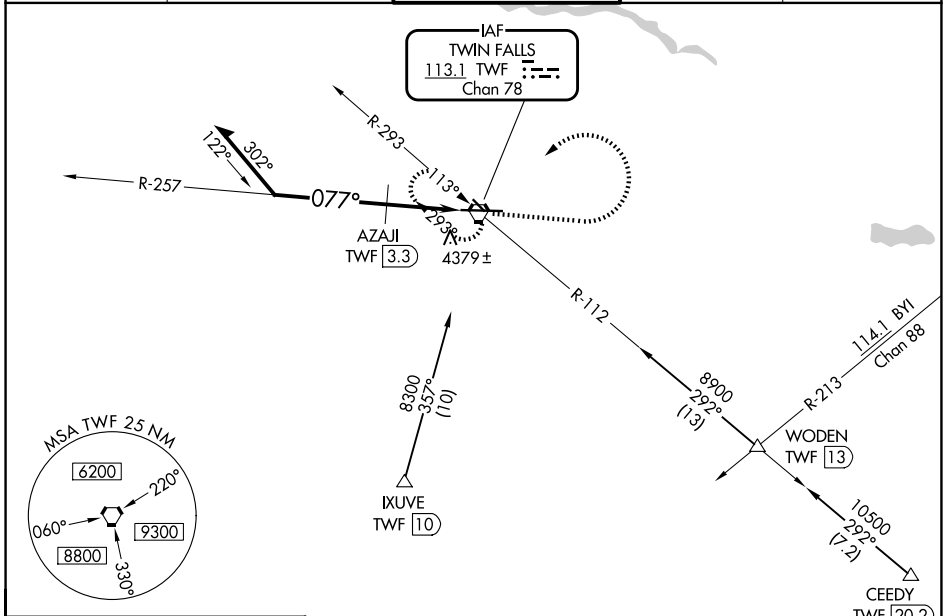 IAF
TWIN FALLS
113.1 TWF
Chan 78
R-293
122°
302°
R-257
077°
113°
293°
AZAJI
TWF 3.3
4379 ±
R-112
114.1 BYI
Chan 88
R-213
8900
292°
(13)
8300
357°
(10)
WODEN
TWF 13
MSA TWF 25 NM
6200
220°
060°
9300
8800
330°
IXUVE
TWF 10
10500
292°
(7.2)
CEEDY
TWF 20.2